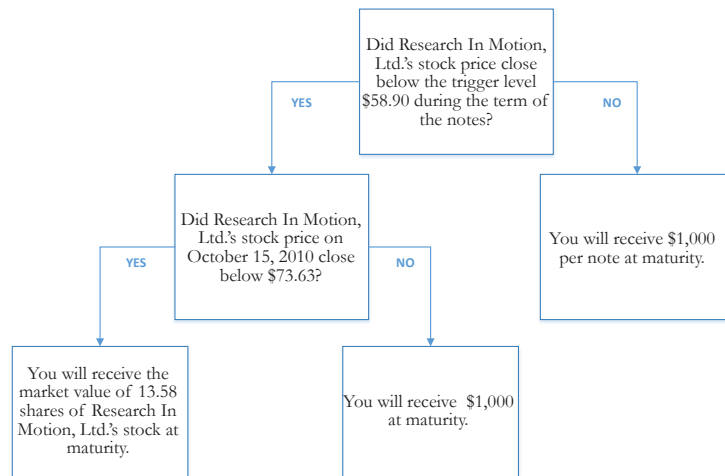 Did Research In Motion,
Ltd.'s stock price close
below the trigger level
$58.90 during the term of
the notes?
YES
NO
Did Research In Motion,
Ltd.'s stock price on
October 15, 2010 close
below $73.63?
You will receive $1,000
per note at maturity.
YES
NO
You will receive the
market value of 13.58
shares of Research In
Motion, Ltd.'s stock at
maturity.
You will receive $1,000
at maturity.